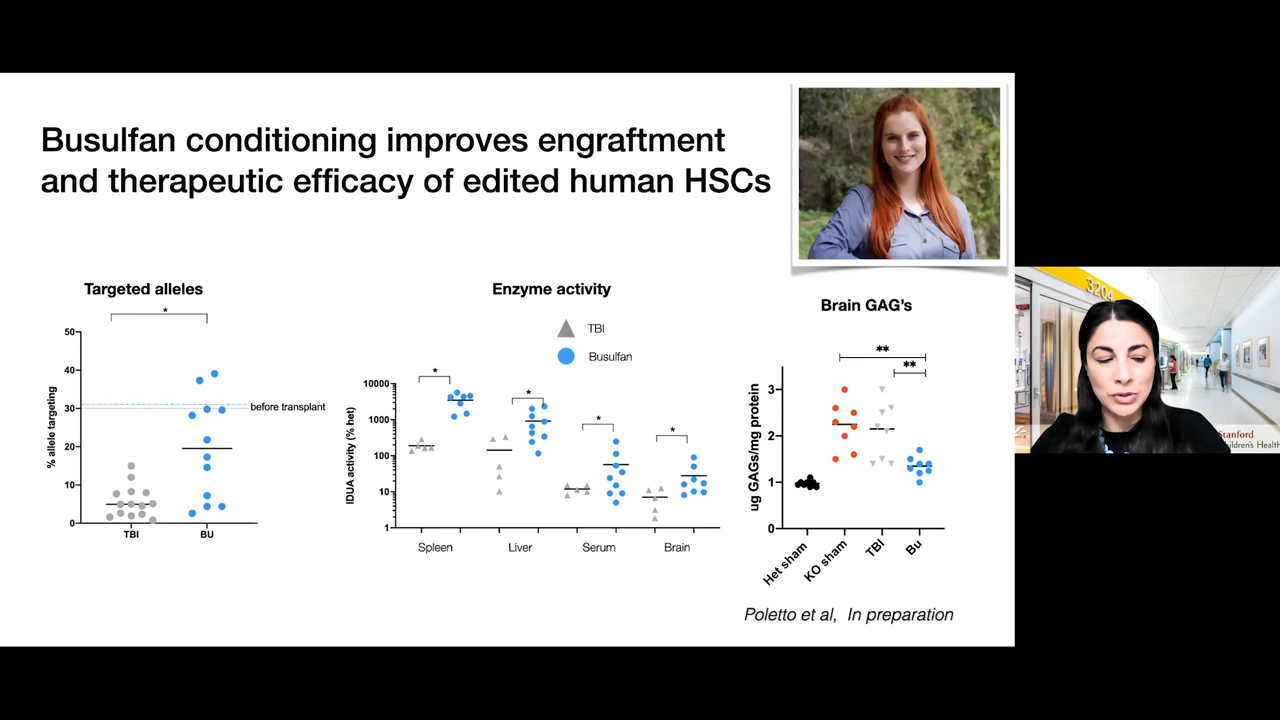 Busulfan conditioning improves engraftment
and therapeutic efficacy of edited human HSCs
Targeted alleles
*
50
40
30
20
10
0
% allele targeting
before transplant
TBI
BU
Enzyme activity
TBI
Busulfan
*
*
*
*
10000
1000
100
10
1
IDUA activity (% het)
Spleen
Liver
Serum
Brain
Brain GAG's
**
**
3
2
1
0
ug GAGs/mg protein
Het sham
KO sham
TBI
Bu
Poletto et al, In preparation
3204
Stanford
Children's Health